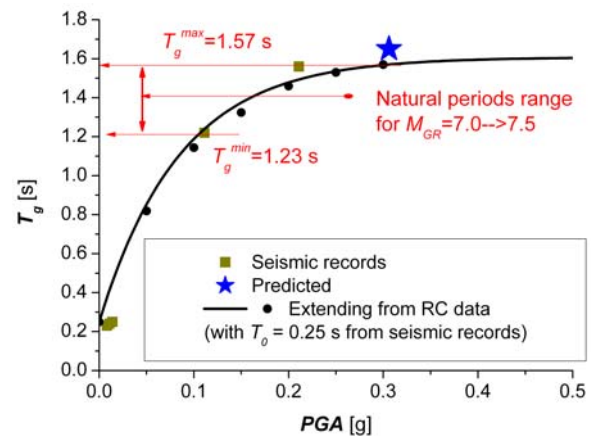 T_g^max=1.57 s
Natural periods range
for M_GR=7.0-->7.5
T_g^min=1.23 s
T_g [s]
1.8
1.6
1.4
1.2
1.0
0.8
0.6
0.4
0.2
0.0
Seismic records
Predicted
Extending from RC data
(with T_0 = 0.25 s from seismic records)
0.0 0.1 0.2 0.3 0.4 0.5
PGA [g]